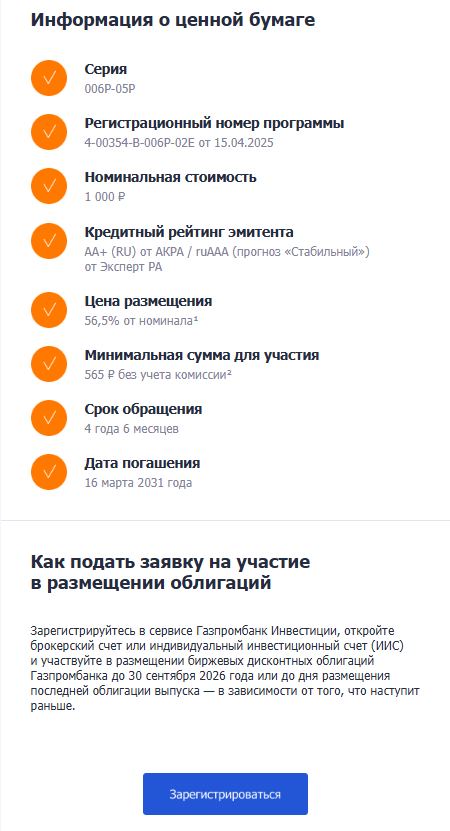 Информация о ценной бумаге
Серия
006P-05P
Регистрационный номер программы
4-00354-B-006P-02E от 15.04.2025
Номинальная стоимость
1 000 ₽
Кредитный рейтинг эмитента
AA+ (RU) от АКРА / ruAAA (прогноз «Стабильный»)
от Эксперт РА
Цена размещения
56,5% от номинала¹
Минимальная сумма для участия
565 ₽ без учета комиссии²
Срок обращения
4 года 6 месяцев
Дата погашения
16 марта 2031 года
Как подать заявку на участие
в размещении облигаций
Зарегистрируйтесь в сервисе Газпромбанк Инвестиции, откройте
брокерский счет или индивидуальный инвестиционный счет (ИИС)
и участвуйте в размещении биржевых дисконтных облигаций
Газпромбанка до 30 сентября 2026 года или до дня размещения
последней облигации выпуска — в зависимости от того, что наступит
раньше.
Зарегистрироваться